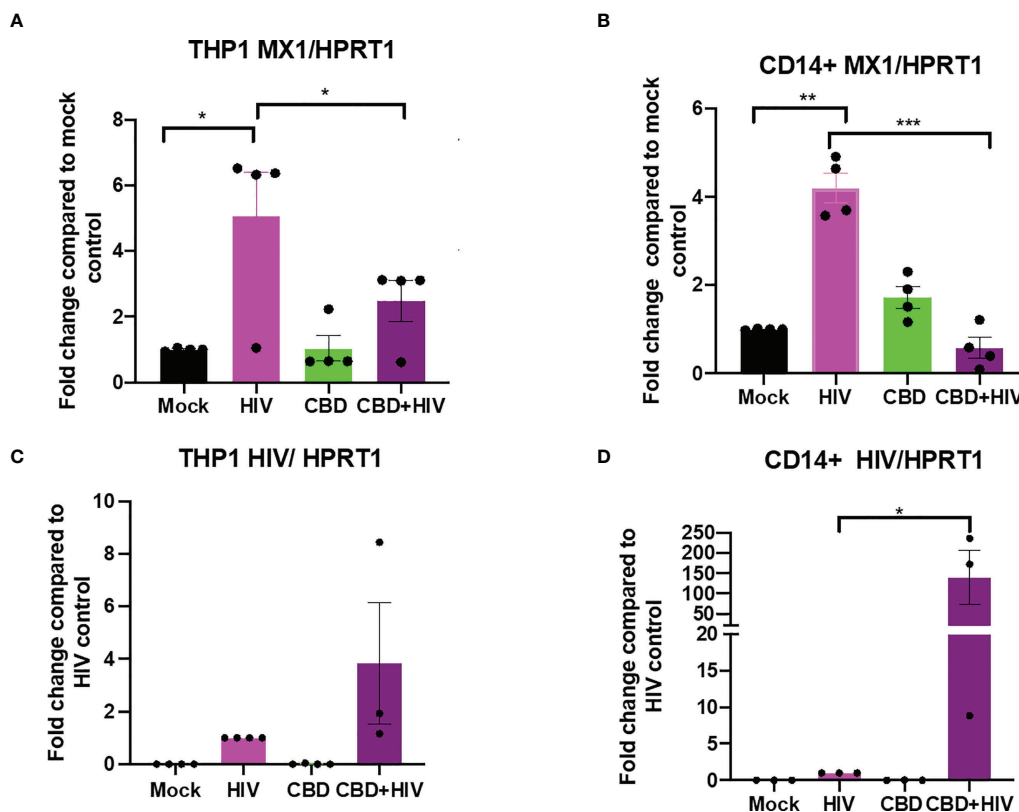 A
THP1 MX1/HPRT1
Fold change compared to mock
control
8
6
4
2
0
*
*
Mock HIV CBD CBD+HIV
B
CD14+ MX1/HPRT1
Fold change compared to mock
control
6
4
2
0
**
***
Mock HIV CBD CBD+HIV
C
THP1 HIV/ HPRT1
Fold change compared to
HIV control
10
8
6
4
2
0
Mock HIV CBD CBD+HIV
D
CD14+ HIV/HPRT1
Fold change compared to
HIV control
250
200
150
100
50
20
15
10
5
0
*
Mock HIV CBD CBD+HIV